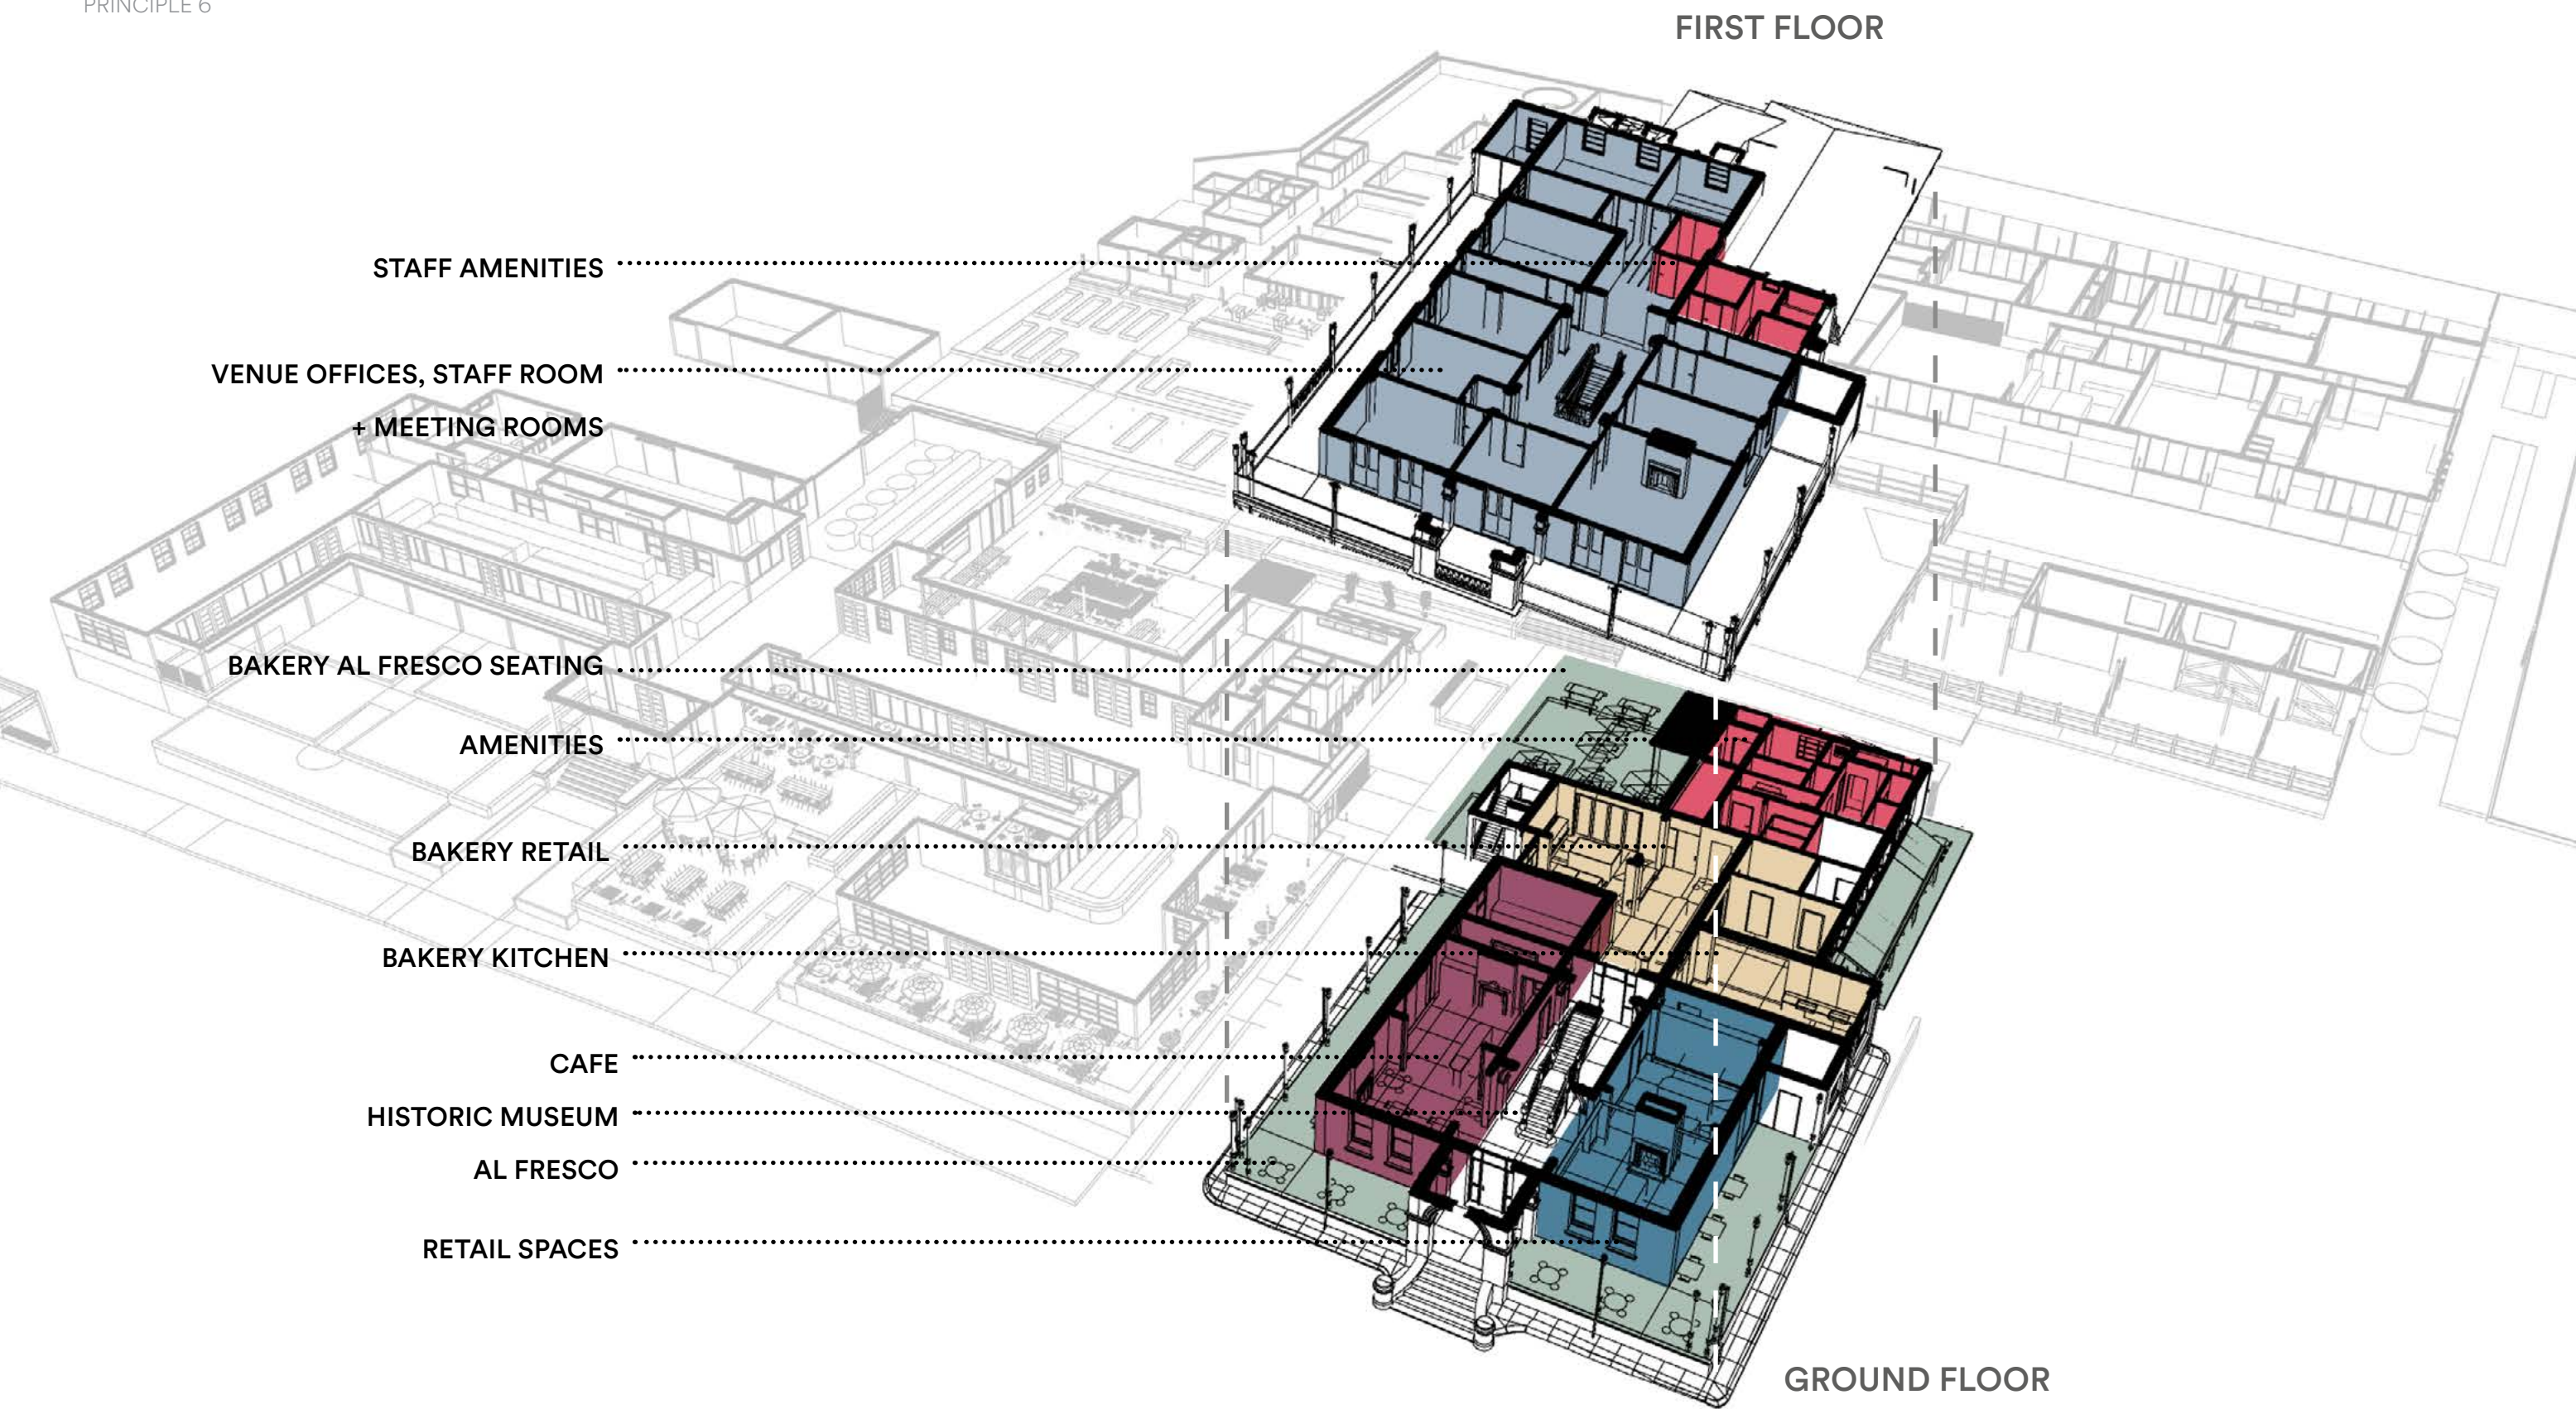 PRINCIPLE 6
FIRST FLOOR
STAFF AMENITIES
VENUE OFFICES, STAFF ROOM
+ MEETING ROOMS
BAKERY AL FRESCO SEATING
AMENITIES
BAKERY RETAIL
BAKERY KITCHEN
CAFE
HISTORIC MUSEUM
AL FRESCO
RETAIL SPACES
GROUND FLOOR